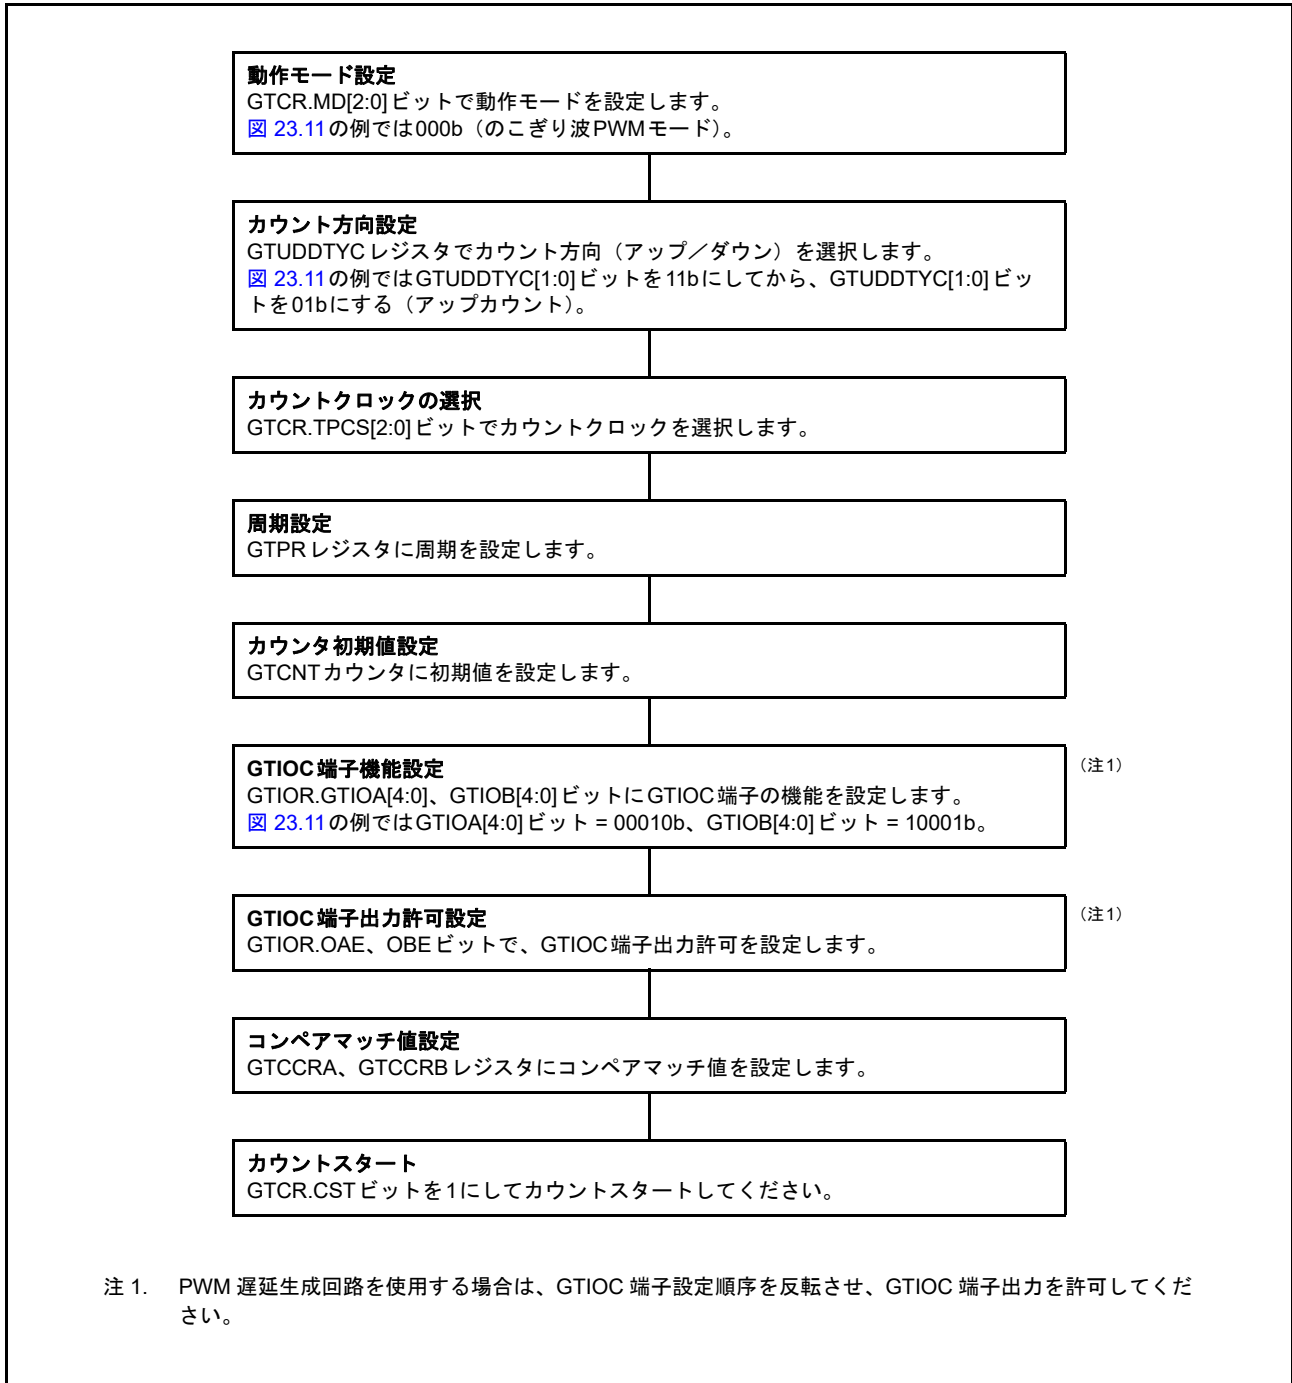 動作モード設定
GTCR.MD[2:0]ビットで動作モードを設定します。
図 23.11の例では000b（のこぎり波PWMモード）。
カウント方向設定
GTUDDTYCレジスタでカウント方向（アップ／ダウン）を選択します。
図 23.11の例ではGTUDDTYC[1:0]ビットを11bにしてから、GTUDDTYC[1:0]ビッ
トを01bにする（アップカウント）。
カウントクロックの選択
GTCR.TPCS[2:0]ビットでカウントクロックを選択します。
周期設定
GTPRレジスタに周期を設定します。
カウンタ初期値設定
GTCNTカウンタに初期値を設定します。
GTIOC端子機能設定 （注1）
GTIOR.GTIOA[4:0]、GTIOB[4:0]ビットにGTIOC端子の機能を設定します。
図 23.11の例ではGTIOA[4:0]ビット = 00010b、GTIOB[4:0]ビット = 10001b。
GTIOC端子出力許可設定 （注1）
GTIOR.OAE、OBEビットで、GTIOC端子出力許可を設定します。
コンペアマッチ値設定
GTCCRA、GTCCRBレジスタにコンペアマッチ値を設定します。
カウントスタート
GTCR.CSTビットを1にしてカウントスタートしてください。
注 1. PWM 遅延生成回路を使用する場合は、GTIOC 端子設定順序を反転させ、GTIOC 端子出力を許可してくだ
さい。